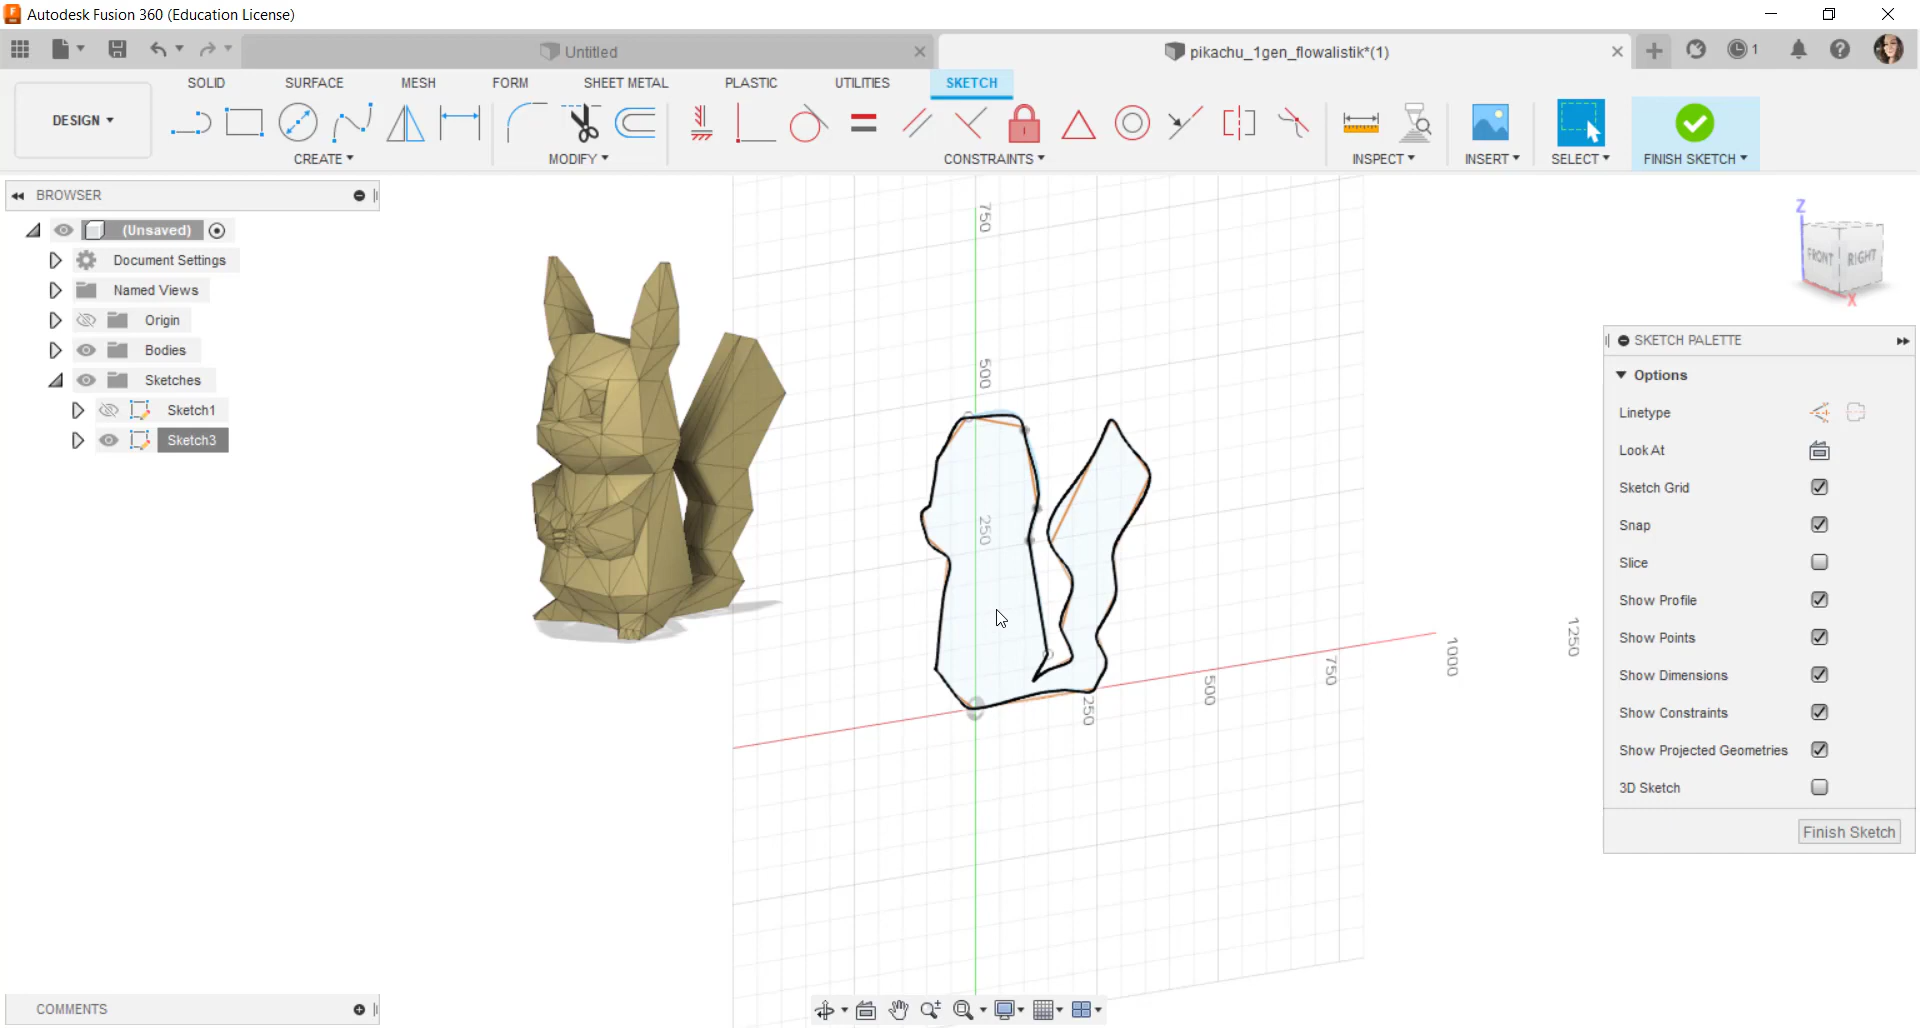 Autodesk Fusion 360 (Education License)
Untitled
pikachu_1gen_flowalistik*(1)
1
SOLID SURFACE MESH FORM SHEET METAL PLASTIC UTILITIES SKETCH
DESIGN
CREATE MODIFY CONSTRAINTS INSPECT INSERT SELECT FINISH SKETCH
BROWSER
(Unsaved)
Document Settings
Named Views
Origin
Bodies
Sketches
Sketch1
Sketch3
750
500
250
250
500
750
1000
1250
Z
FRONT RIGHT
X
SKETCH PALETTE
Options
Linetype
Look At
Sketch Grid
Snap
Slice
Show Profile
Show Points
Show Dimensions
Show Constraints
Show Projected Geometries
3D Sketch
Finish Sketch
COMMENTS